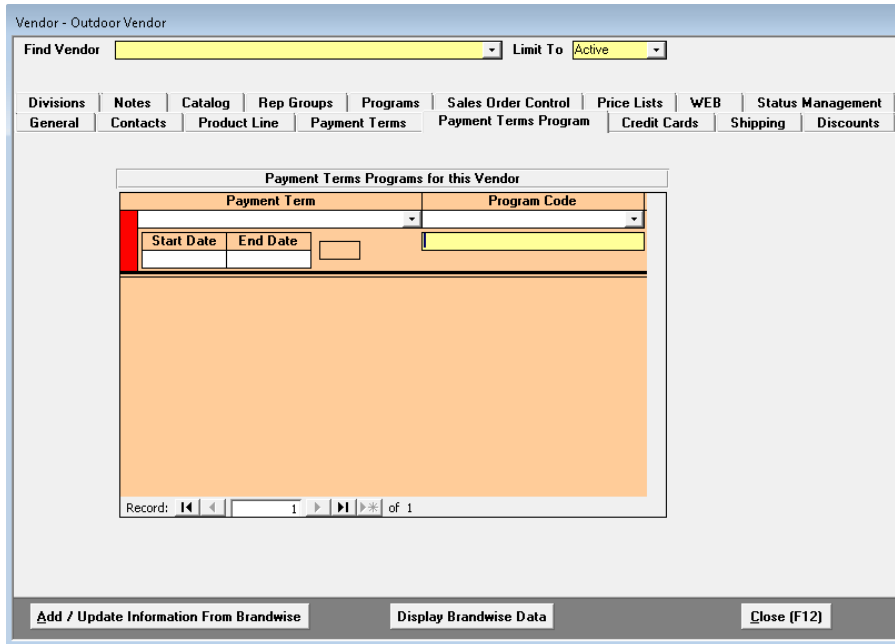 Vendor - Outdoor Vendor
Find Vendor Limit To Active
Divisions Notes Catalog Rep Groups Programs Sales Order Control Price Lists WEB Status Management
General Contacts Product Line Payment Terms Payment Terms Program Credit Cards Shipping Discounts
Payment Terms Programs for this Vendor
Payment Term Program Code
Start Date End Date
Record: 1 of 1
Add / Update Information From Brandwise Display Brandwise Data Close (F12)